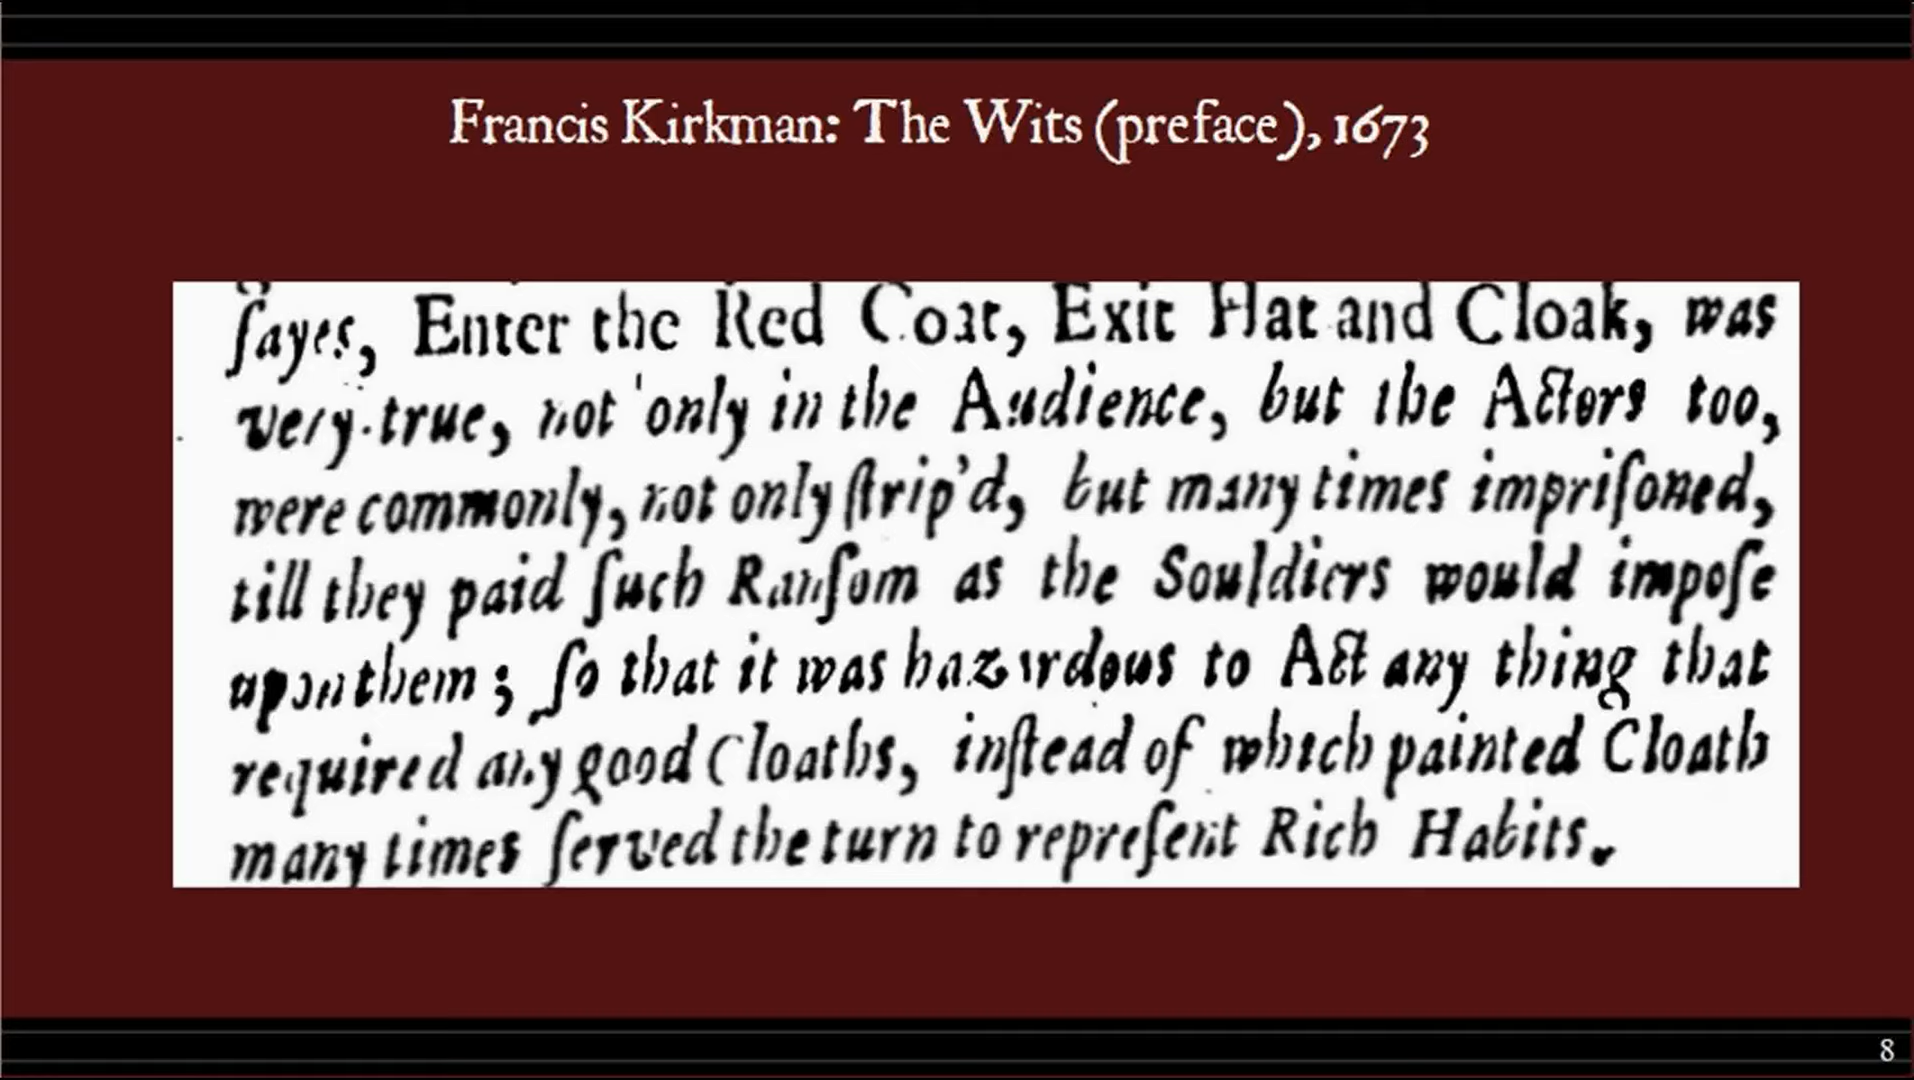 Francis Kirkman: The Wits (preface), 1673
ſayes, Enter the Red Coat, Exit Hat and Cloak, was
very true, not only in the Audience, but the Actors too,
were commonly, not only ſtrip'd, but many times impriſoned,
till they paid ſuch Ranſom as the Souldiers would impoſe
upon them; ſo that it was hazardous to Act any thing that
required any good Cloaths, inſtead of which painted Cloath
many times ſerved the turn to repreſent Rich Habits.
8